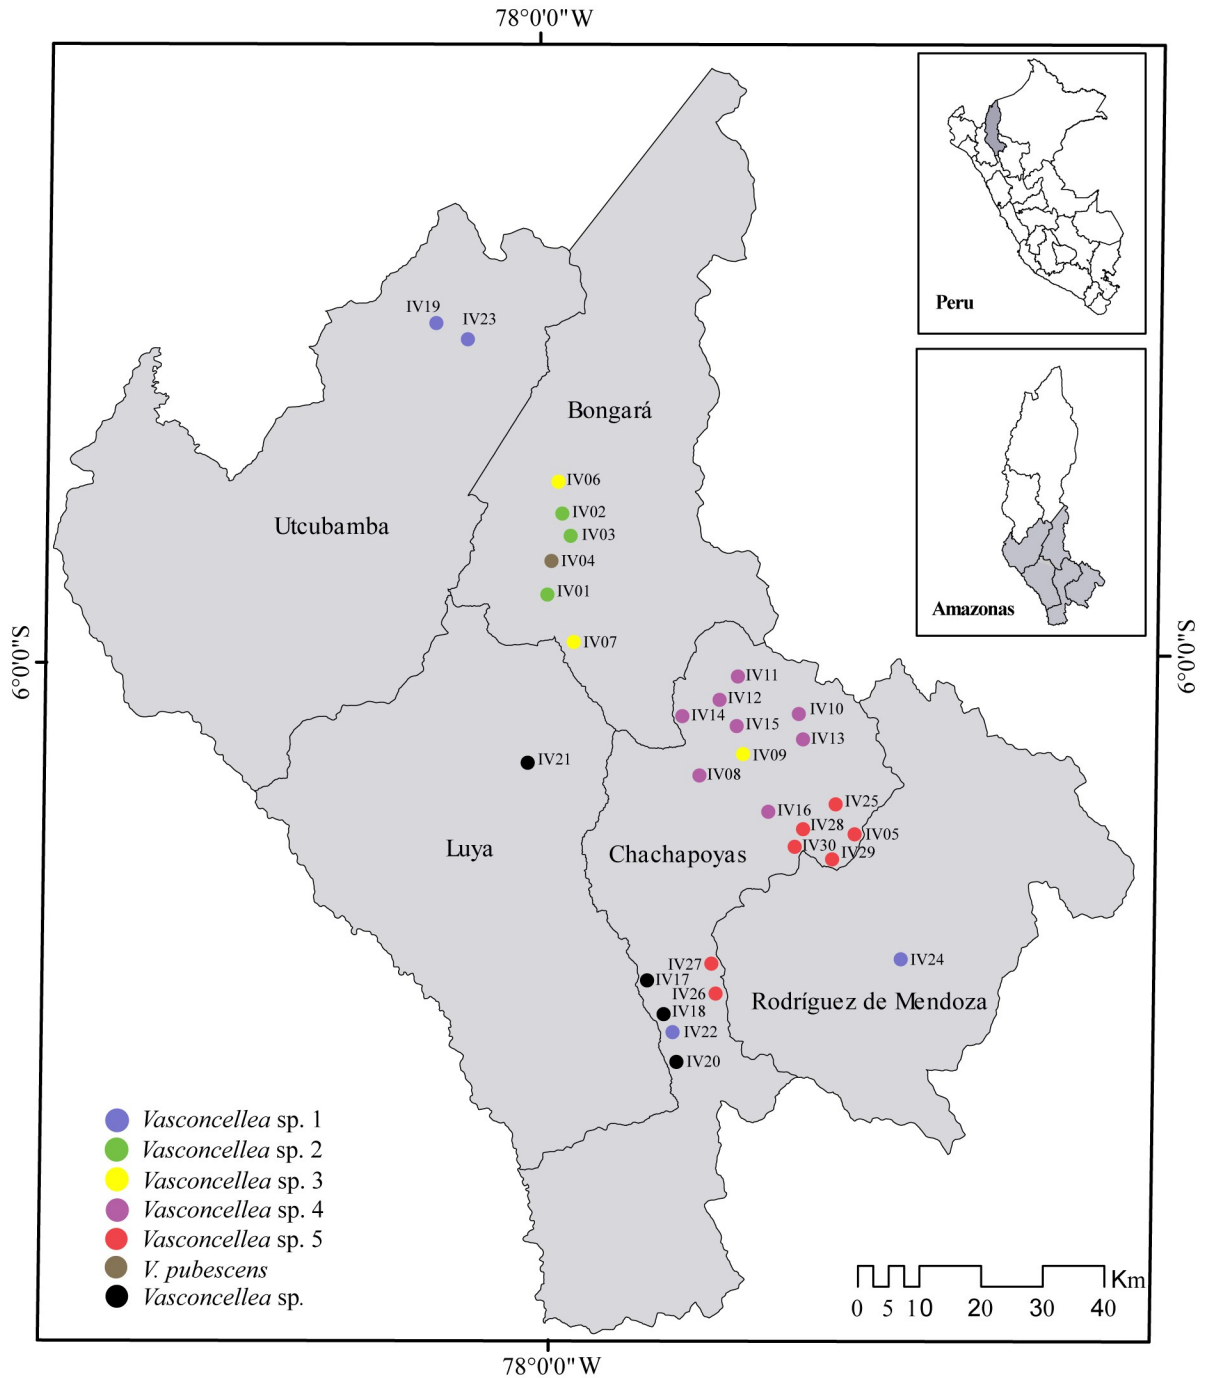 78°0'0"W
Peru
Amazonas
6°0'0"S
6°0'0"S
IV19
IV23
Bongará
IV06
IV02
Utcubamba
IV03
IV04
IV01
IV07
IV11
IV12
IV14
IV10
IV15
IV13
IV09
IV21
IV08
IV25
IV16
IV28
IV05
IV30
IV29
Luya
Chachapoyas
IV24
IV27
IV17
IV26
Rodríguez de Mendoza
IV18
IV22
IV20
Vasconcellea sp. 1
Vasconcellea sp. 2
Vasconcellea sp. 3
Vasconcellea sp. 4
Vasconcellea sp. 5
V. pubescens
Vasconcellea sp.
Km
0 5 10 20 30 40
78°0'0"W